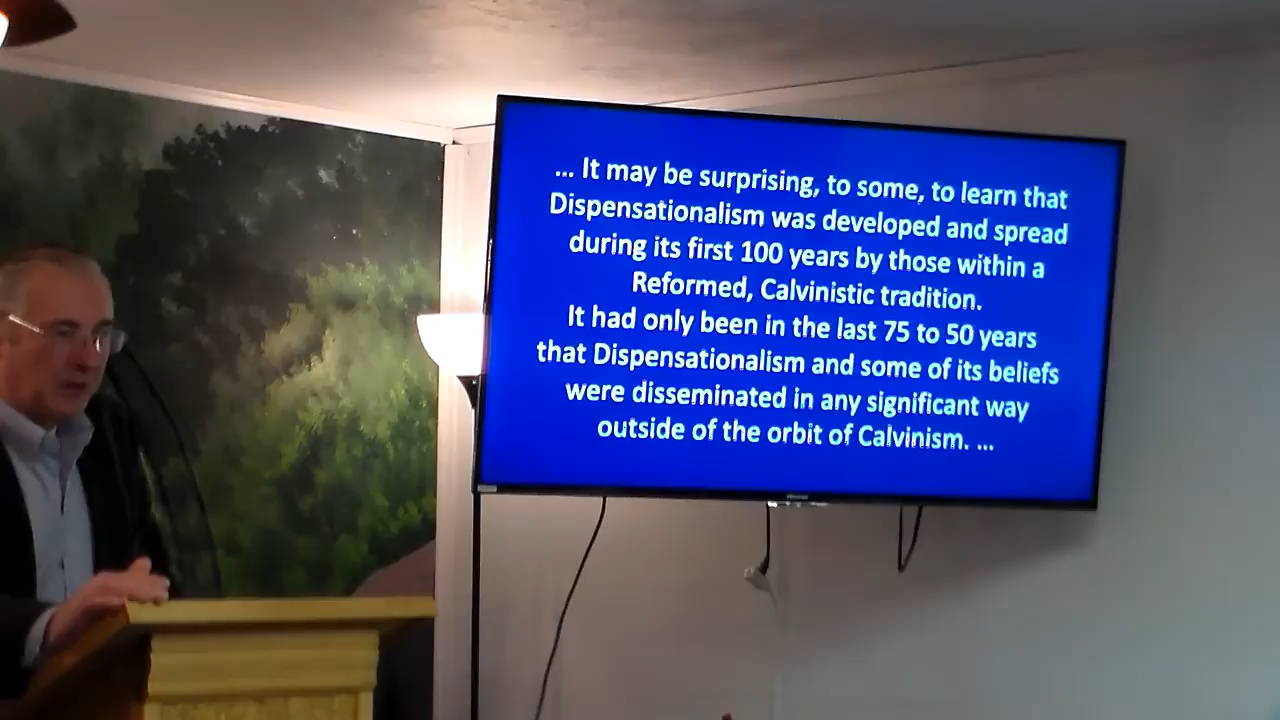 ... It may be surprising, to some, to learn that
Dispensationalism was developed and spread
during its first 100 years by those within a
Reformed, Calvinistic tradition.
It had only been in the last 75 to 50 years
that Dispensationalism and some of its beliefs
were disseminated in any significant way
outside of the orbit of Calvinism. ...
Hisense